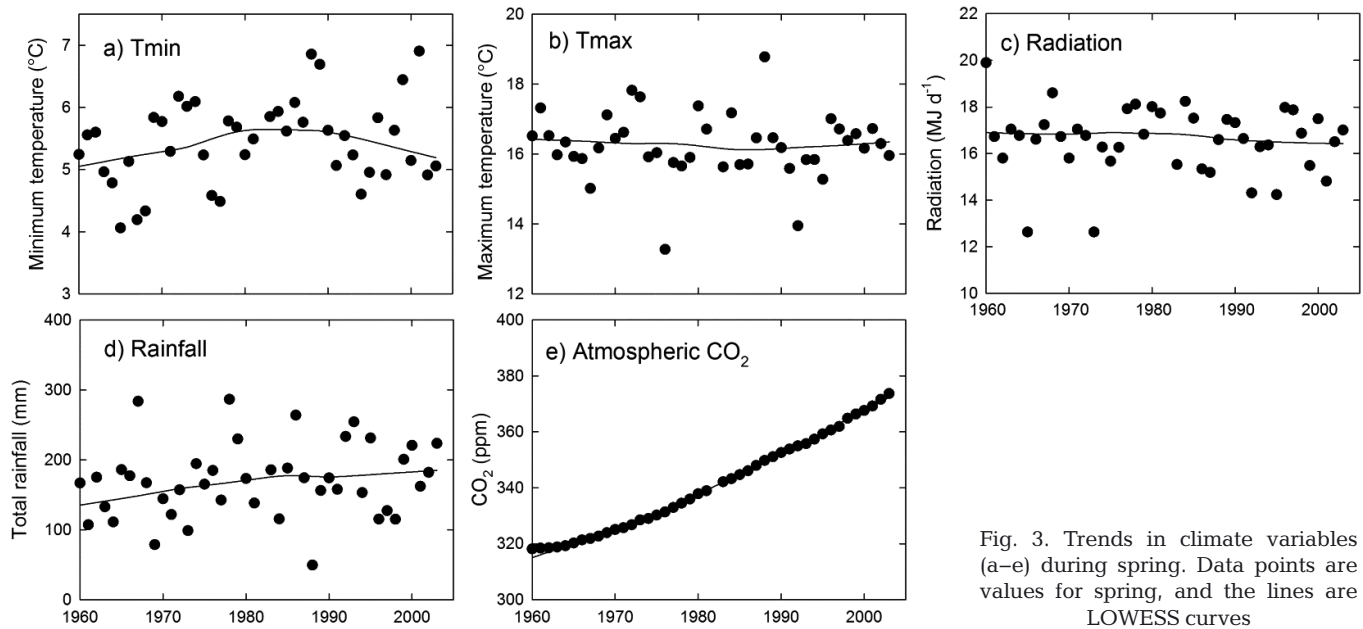 a) Tmin
Minimum temperature (°C)
7
6
5
4
3
b) Tmax
Maximum temperature (°C)
20
18
16
14
12
c) Radiation
Radiation (MJ d⁻¹)
22
20
18
16
14
12
10
1960 1970 1980 1990 2000
d) Rainfall
Total rainfall (mm)
400
300
200
100
0
1960 1970 1980 1990 2000
e) Atmospheric CO₂
CO₂ (ppm)
400
380
360
340
320
300
1960 1970 1980 1990 2000
Fig. 3. Trends in climate variables
(a–e) during spring. Data points are
values for spring, and the lines are
LOWESS curves